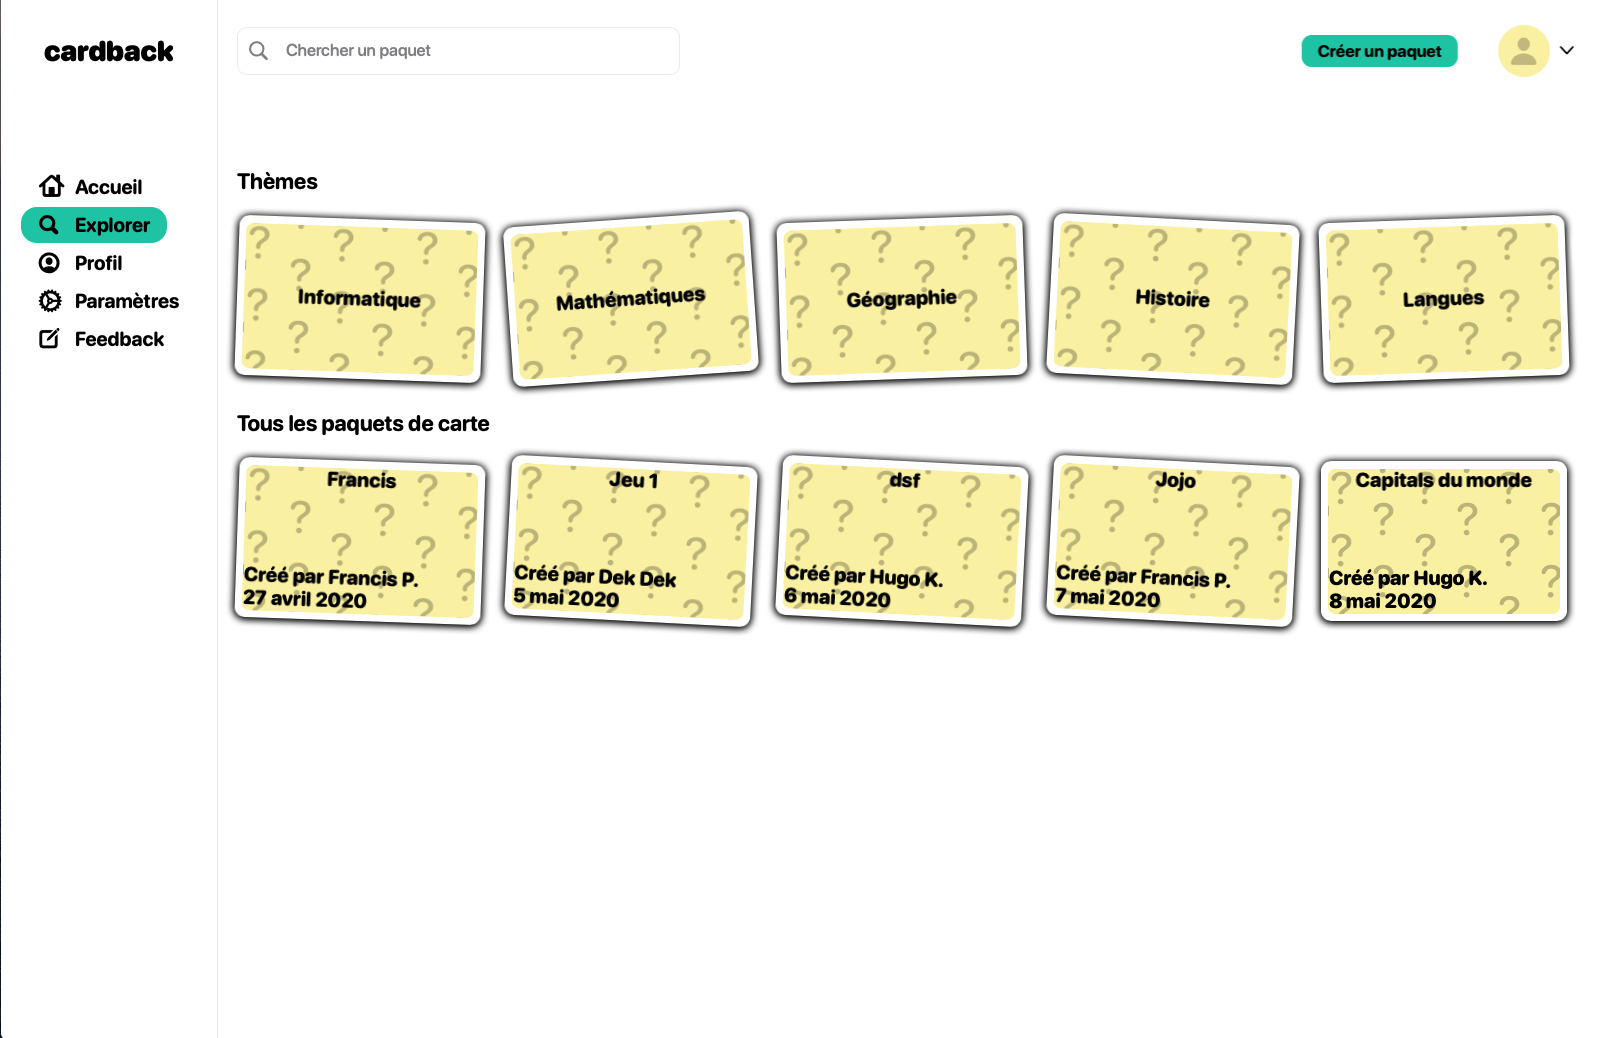 cardback
Chercher un paquet
Créer un paquet
Accueil
Explorer
Profil
Paramètres
Feedback
Thèmes
Informatique
Mathématiques
Géographie
Histoire
Langues
Tous les paquets de carte
Francis
Créé par Francis P.
27 avril 2020
Jeu 1
Créé par Dek Dek
5 mai 2020
dsf
Créé par Hugo K.
6 mai 2020
Jojo
Créé par Francis P.
7 mai 2020
Capitals du monde
Créé par Hugo K.
8 mai 2020